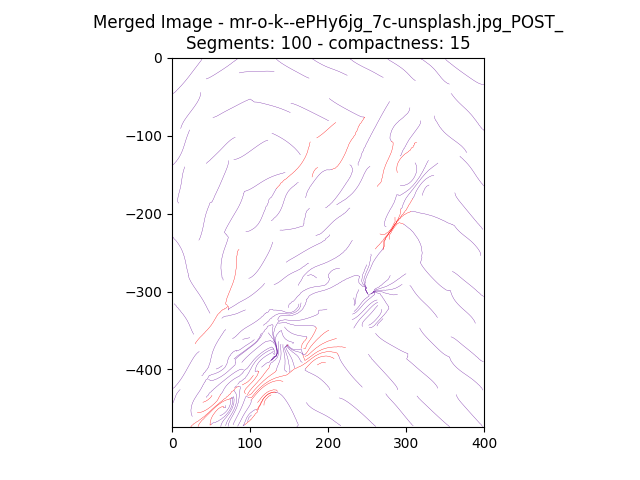 Merged Image - mr-o-k--ePHy6jg_7c-unsplash.jpg_POST_
Segments: 100 - compactness: 15
0
−100
−200
−300
−400
0 100 200 300 400